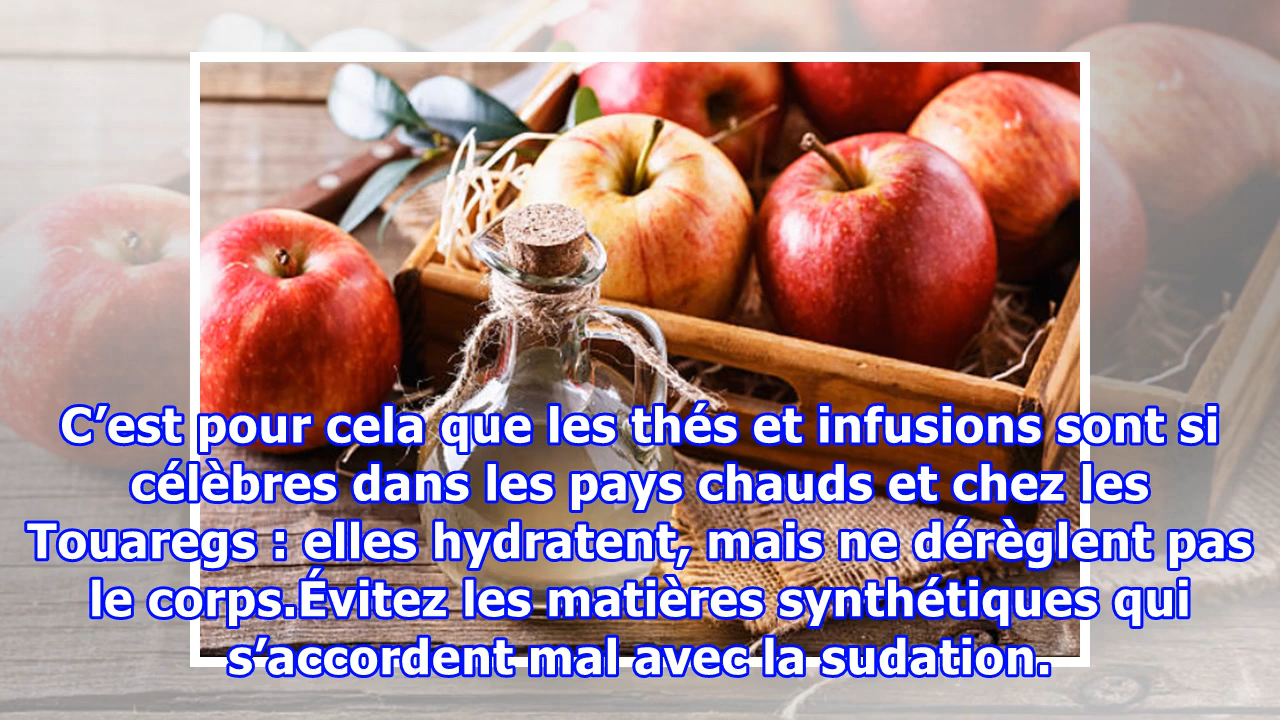 C’est pour cela que les thés et infusions sont si
célèbres dans les pays chauds et chez les
Touaregs : elles hydratent, mais ne dérèglent pas
le corps.Évitez les matières synthétiques qui
s’accordent mal avec la sudation.